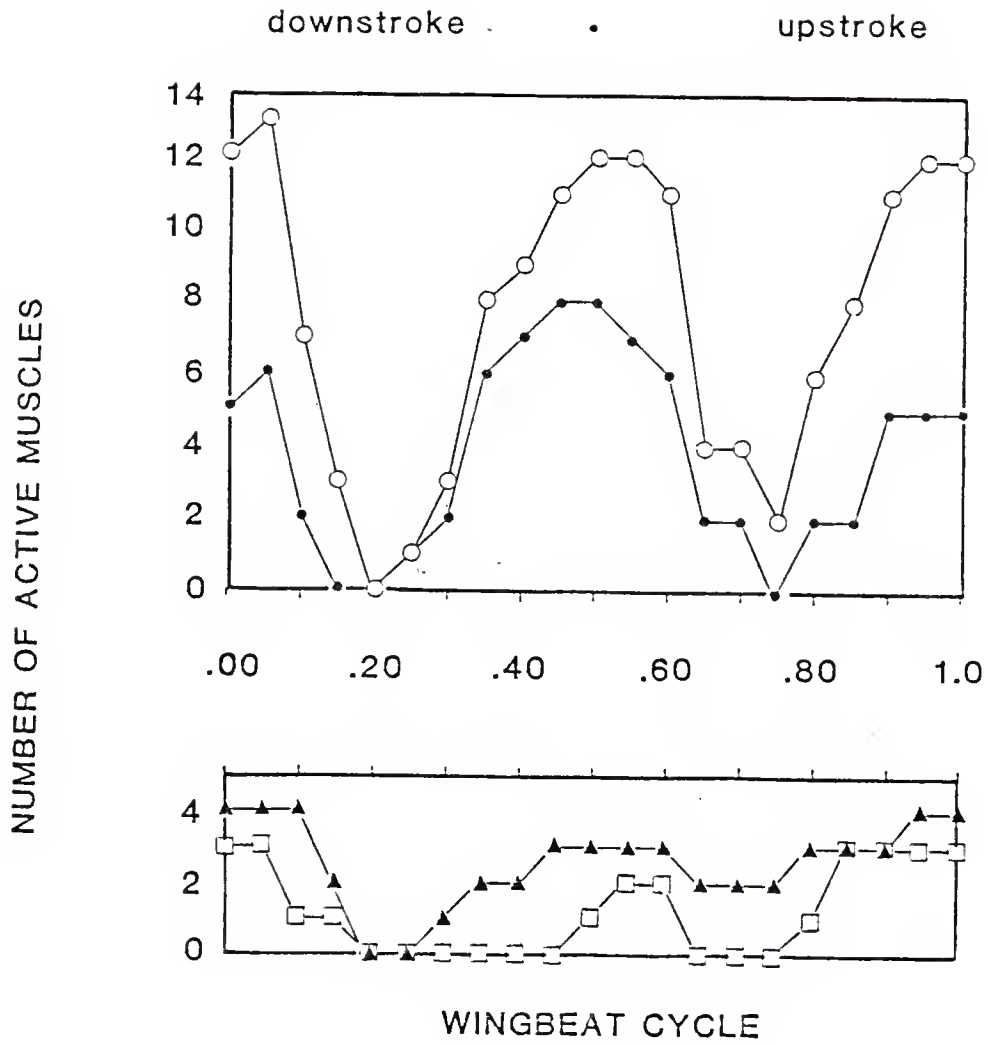 downstroke • upstroke
NUMBER OF ACTIVE MUSCLES
14
12
10
8
6
4
2
0
.00 .20 .40 .60 .80 1.0
4
2
0
WINGBEAT CYCLE